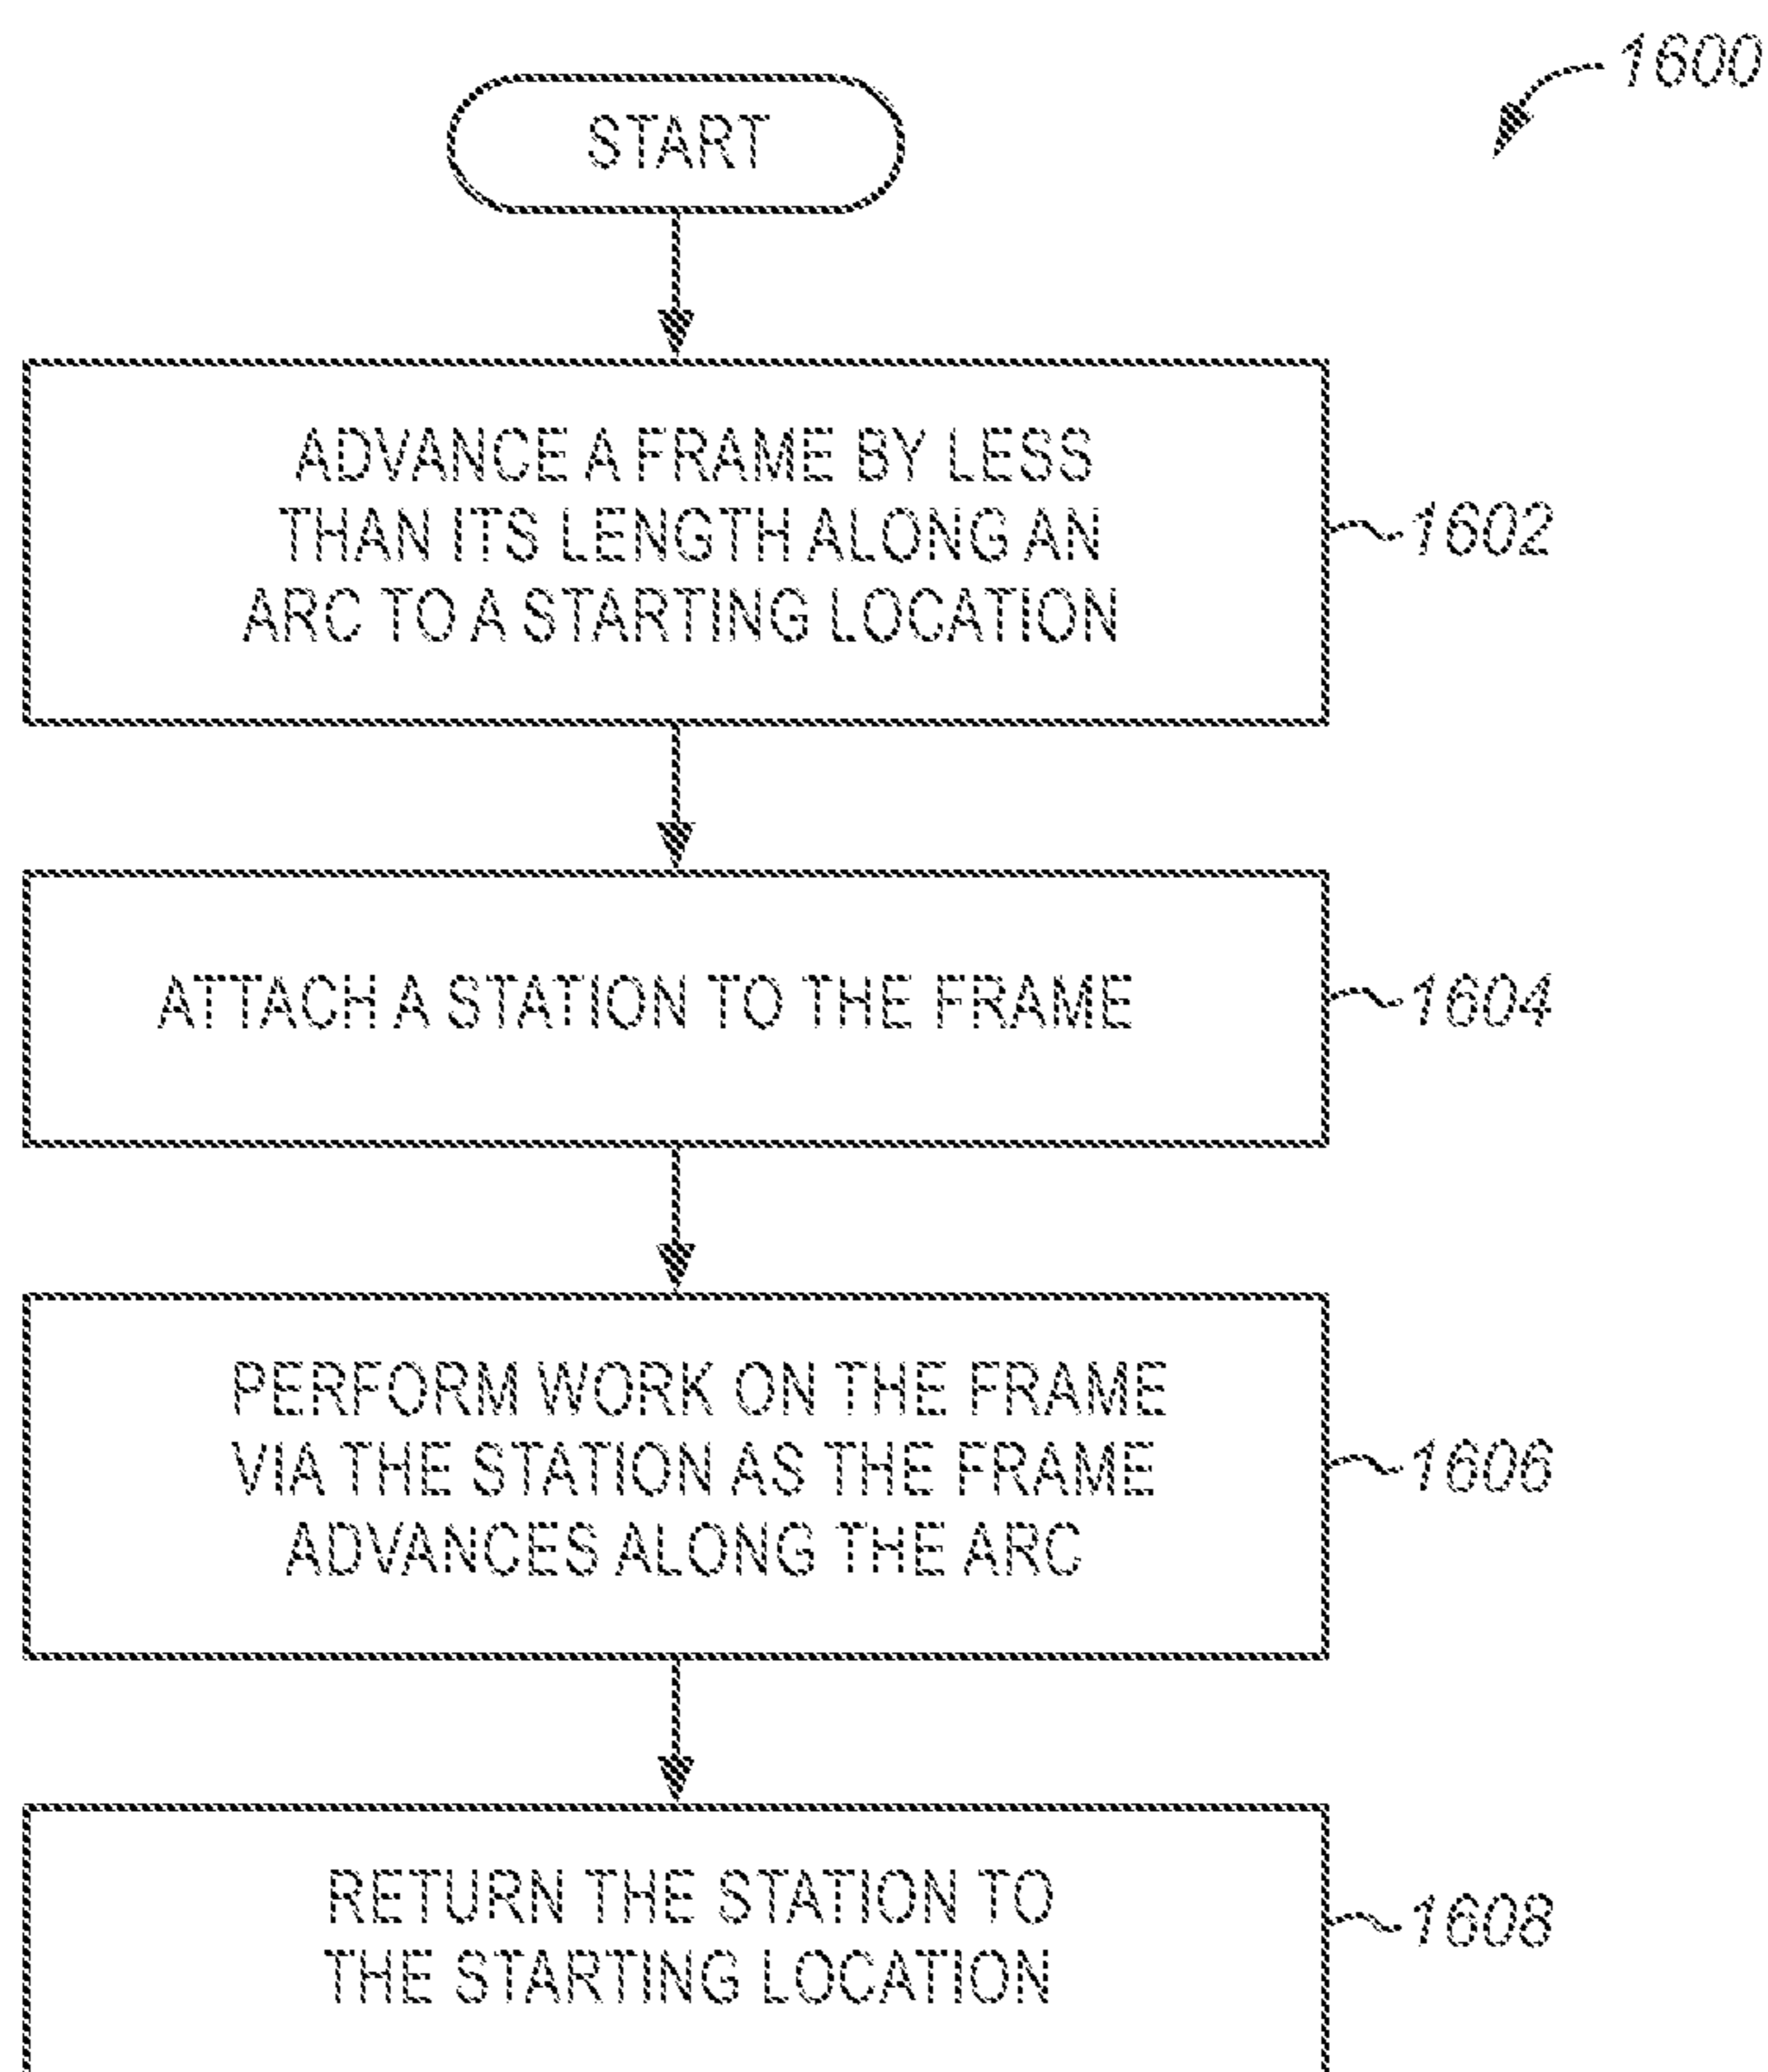 1600
START
ADVANCE A FRAME BY LESS
THAN ITS LENGTH ALONG AN
ARC TO A STARTING LOCATION
1602
ATTACH A STATION TO THE FRAME
1604
PERFORM WORK ON THE FRAME
VIA THE STATION AS THE FRAME
ADVANCES ALONG THE ARC
1606
RETURN THE STATION TO
THE STARTING LOCATION
1608